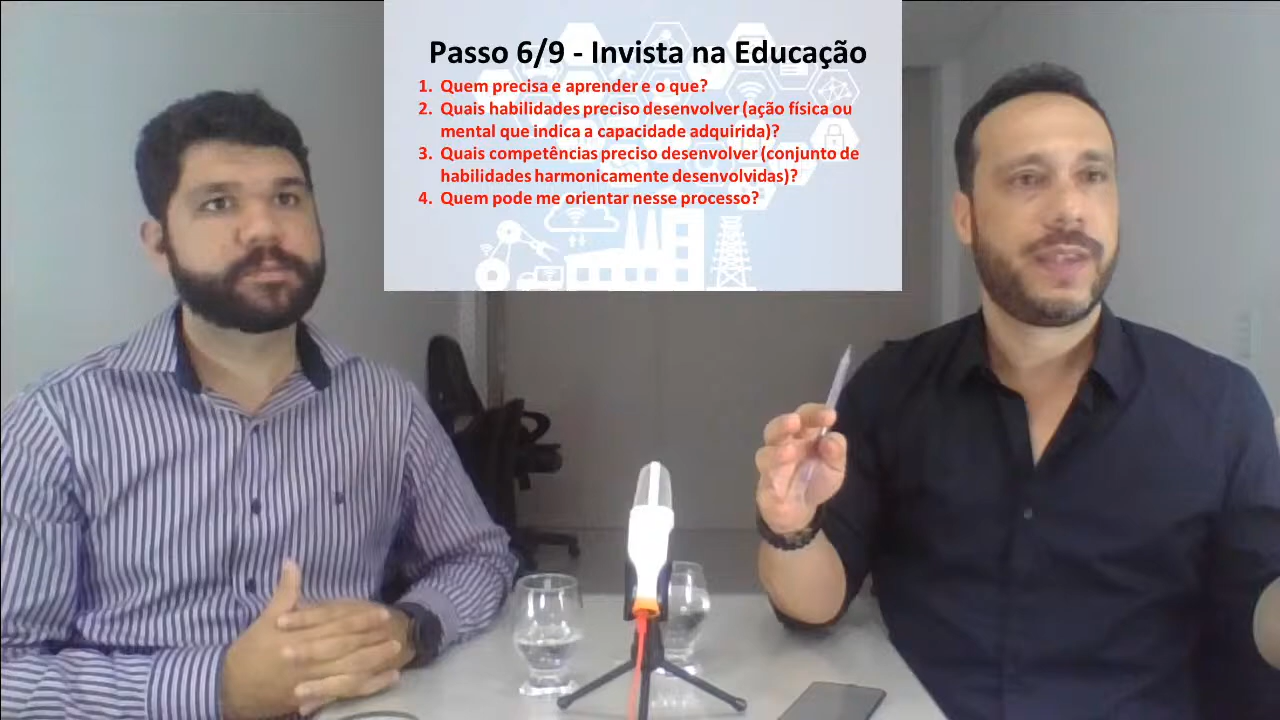 Passo 6/9 - Invista na Educação
1. Quem precisa e aprender e o que?
2. Quais habilidades preciso desenvolver (ação física ou
mental que indica a capacidade adquirida)?
3. Quais competências preciso desenvolver (conjunto de
habilidades harmonicamente desenvolvidas)?
4. Quem pode me orientar nesse processo?